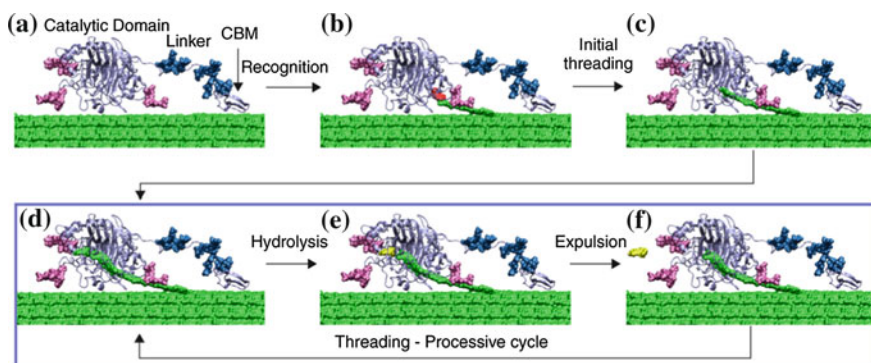 (a) Catalytic Domain
Linker
CBM
Recognition
(b)
Initial
threading
(c)
(d)
Hydrolysis
(e)
Expulsion
(f)
Threading - Processive cycle